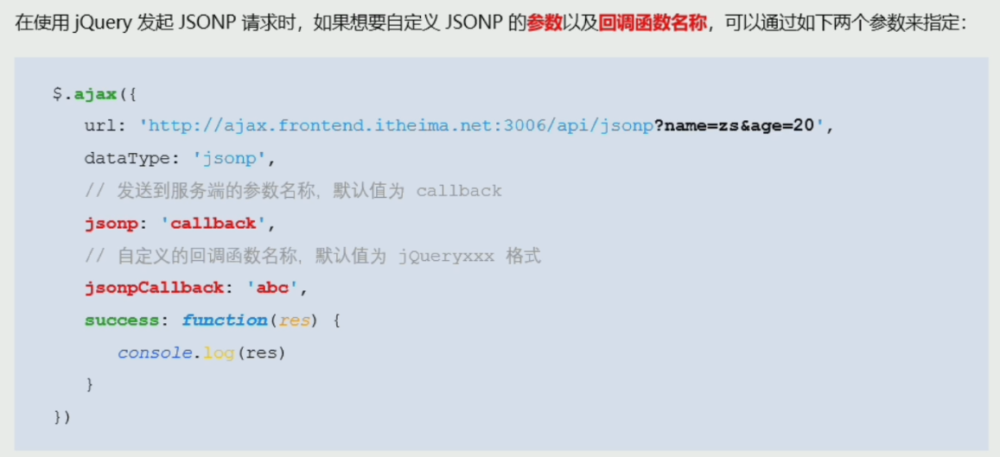 在使用 jQuery 发起 JSONP 请求时，如果想要自定义 JSONP 的参数以及回调函数名称，可以通过如下两个参数来指定：
$.ajax({
url: 'http://ajax.frontend.itheima.net:3006/api/jsonp?name=zs&age=20',
dataType: 'jsonp',
// 发送到服务端的参数名称，默认值为 callback
jsonp: 'callback',
// 自定义的回调函数名称，默认值为 jQueryxxx 格式
jsonpCallback: 'abc',
success: function(res) {
console.log(res)
}
})